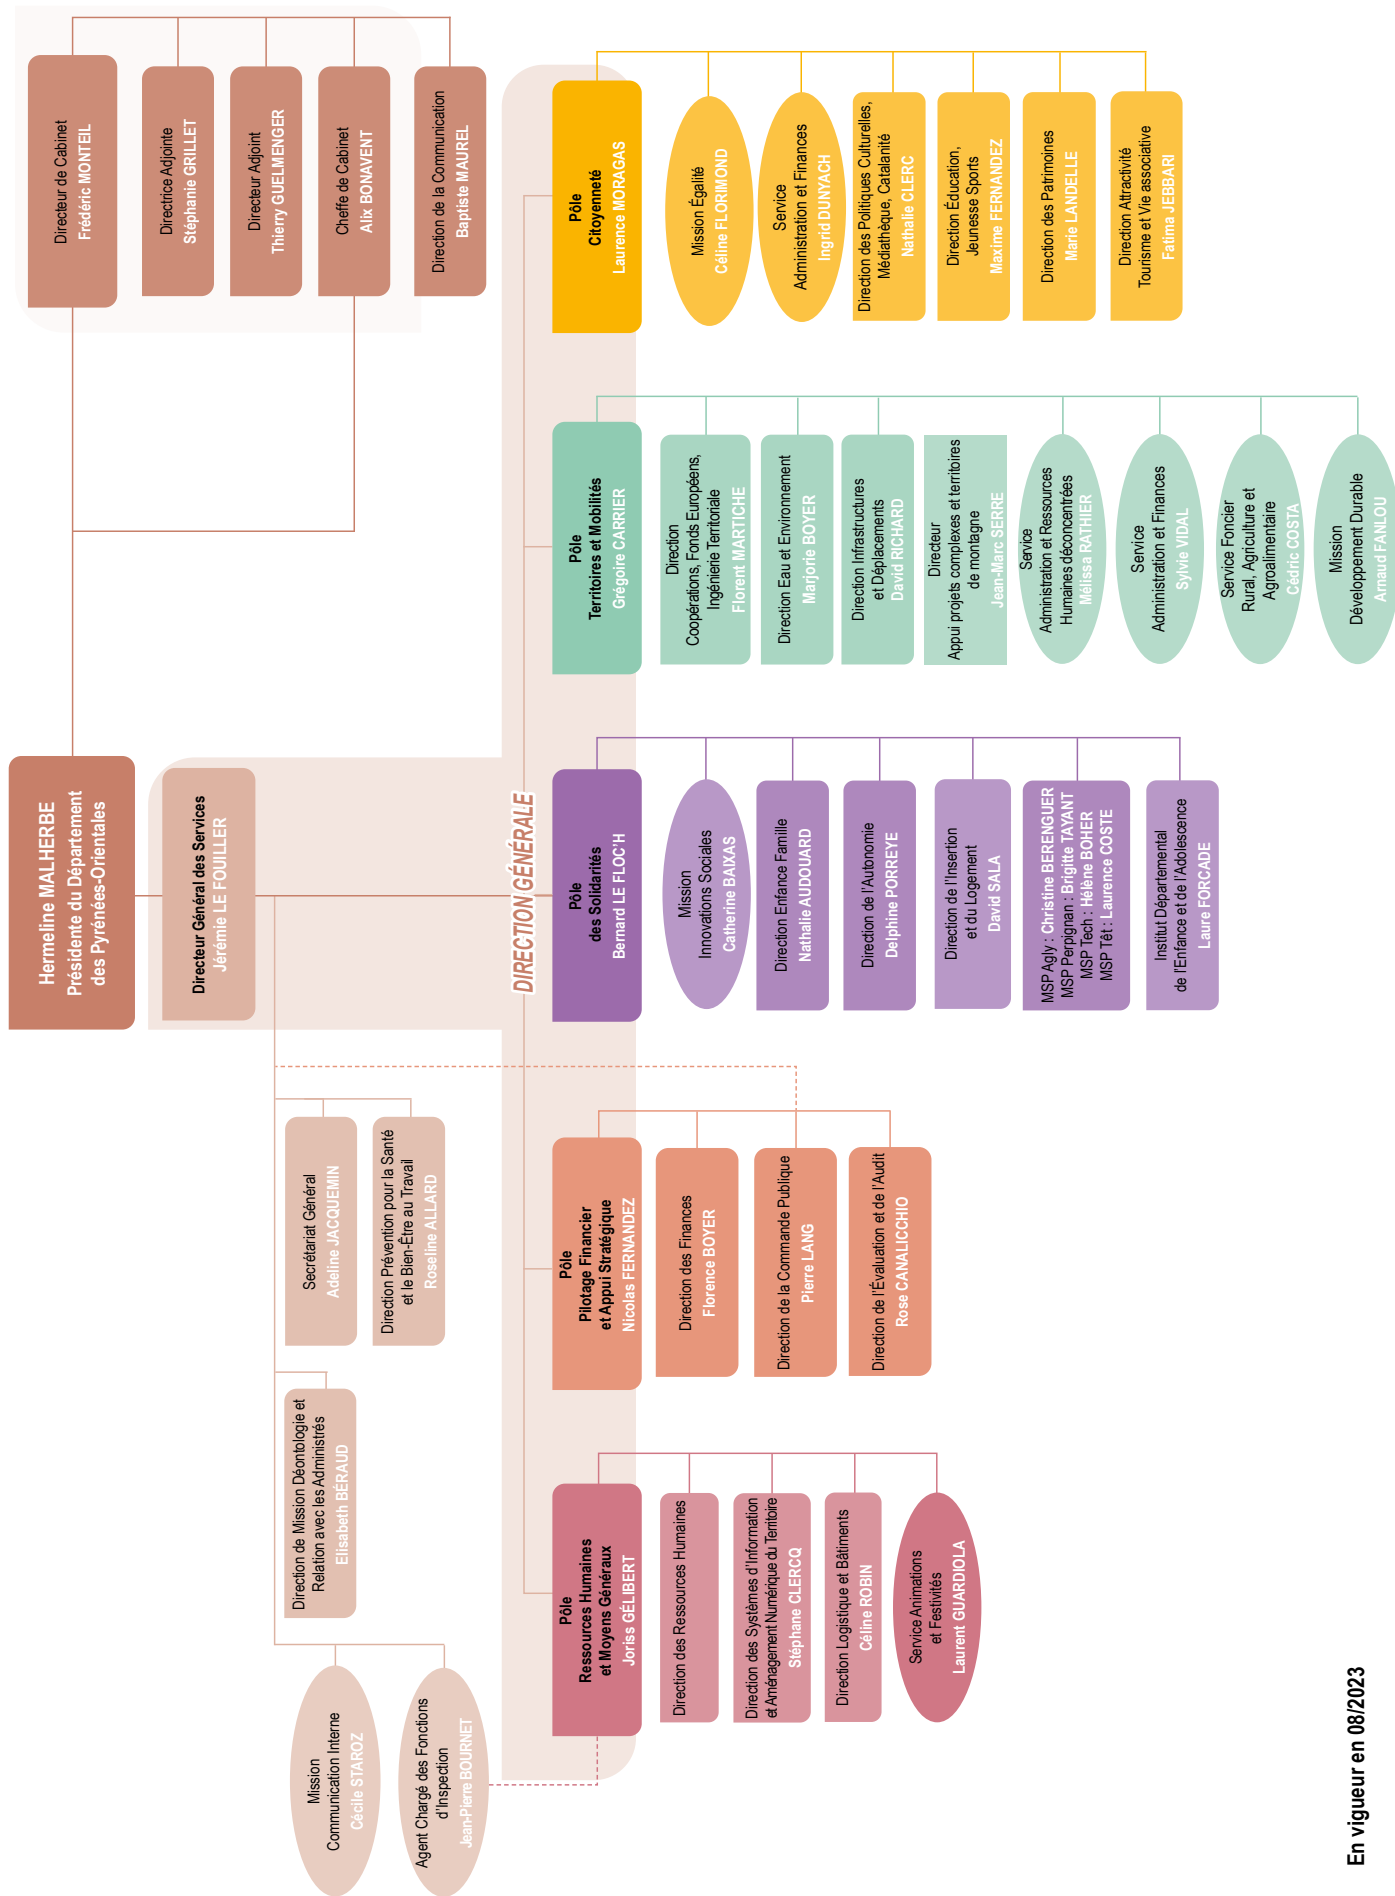 Hermeline MALHERBE
Présidente du Département
des Pyrénées-Orientales
Directeur de Cabinet
Frédéric MONTEIL
Directrice Adjointe
Stéphanie GRILLET
Directeur Adjoint
Thierry GUELMENGER
Cheffe de Cabinet
Alix BONAVENT
Direction de la Communication
Baptiste MAUREL
Directeur Général des Services
Jérémie LE FOUILLER
Mission
Communication Interne
Cécile STAROZ
Agent Chargé des Fonctions
d'Inspection
Jean-Pierre BOURNET
Direction de Mission Déontologie et
Relation avec les Administrés
Elisabeth BÉRAUD
Secrétariat Général
Adeline JACQUEMIN
Direction Prévention pour la Santé
et le Bien-Être au Travail
Roseline ALLARD
DIRECTION GÉNÉRALE
Pôle
Ressources Humaines
et Moyens Généraux
Joriss GÉLIBERT
Direction des Ressources Humaines
Direction des Systèmes d'Information
et Aménagement Numérique du Territoire
Stéphane CLERCQ
Direction Logistique et Bâtiments
Céline ROBIN
Service Animations
et Festivités
Laurent GUARDIOLA
Pôle
Pilotage Financier
et Appui Stratégique
Nicolas FERNANDEZ
Direction des Finances
Florence BOYER
Direction de la Commande Publique
Pierre LANG
Direction de l'Évaluation et de l'Audit
Rose CANALICCHIO
Pôle
des Solidarités
Bernard LE FLOC'H
Mission
Innovations Sociales
Catherine BAIXAS
Direction Enfance Famille
Nathalie AUDOUARD
Direction de l'Autonomie
Delphine PORREYE
Direction de l'Insertion
et du Logement
David SALA
MSP Agly : Christine BERENGUER
MSP Perpignan : Brigitte TAYANT
MSP Tech : Hélène BOHER
MSP Têt : Laurence COSTE
Institut Départemental
de l'Enfance et de l'Adolescence
Laure FORCADE
Pôle
Territoires et Mobilités
Grégoire CARRIER
Direction
Coopérations, Fonds Européens,
Ingénierie Territoriale
Florent MARTICHE
Direction Eau et Environnement
Marjorie BOYER
Direction Infrastructures
et Déplacements
David RICHARD
Directeur
Appui projets complexes et territoires
de montagne
Jean-Marc SERRE
Service
Administration et Ressources
Humaines déconcentrées
Mélissa RATHIER
Service
Administration et Finances
Sylvie VIDAL
Service Foncier
Rural, Agriculture et
Agroalimentaire
Cédric COSTA
Mission
Développement Durable
Arnaud FANLOU
Pôle
Citoyenneté
Laurence MORAGAS
Mission Égalité
Céline FLORIMOND
Service
Administration et Finances
Ingrid DUNYACH
Direction des Politiques Culturelles,
Médiathèque, Catalanité
Nathalie CLERC
Direction Éducation,
Jeunesse Sports
Maxime FERNANDEZ
Direction des Patrimoines
Marie LANDELLE
Direction Attractivité
Tourisme et Vie associative
Fatima JEBBARI
En vigueur en 08/2023